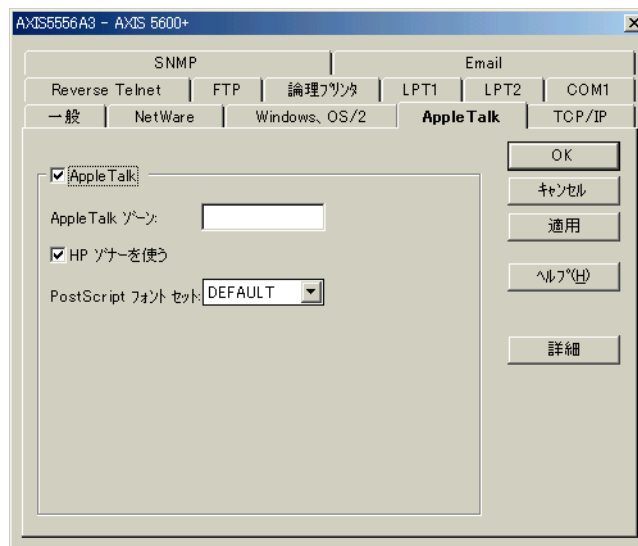 AXIS5556A3 - AXIS 5600+
SNMP Email
Reverse Telnet FTP 論理ﾌﾟﾘﾝﾀ LPT1 LPT2 COM1
一般 NetWare Windows、OS/2 AppleTalk TCP/IP
AppleTalk
AppleTalk ｿﾞｰﾝ:
HP ｿﾞﾅｰを使う
PostScript ﾌｫﾝﾄ ｾｯﾄ: DEFAULT
OK
ｷｬﾝｾﾙ
適用
ﾍﾙﾌﾟ(H)
詳細